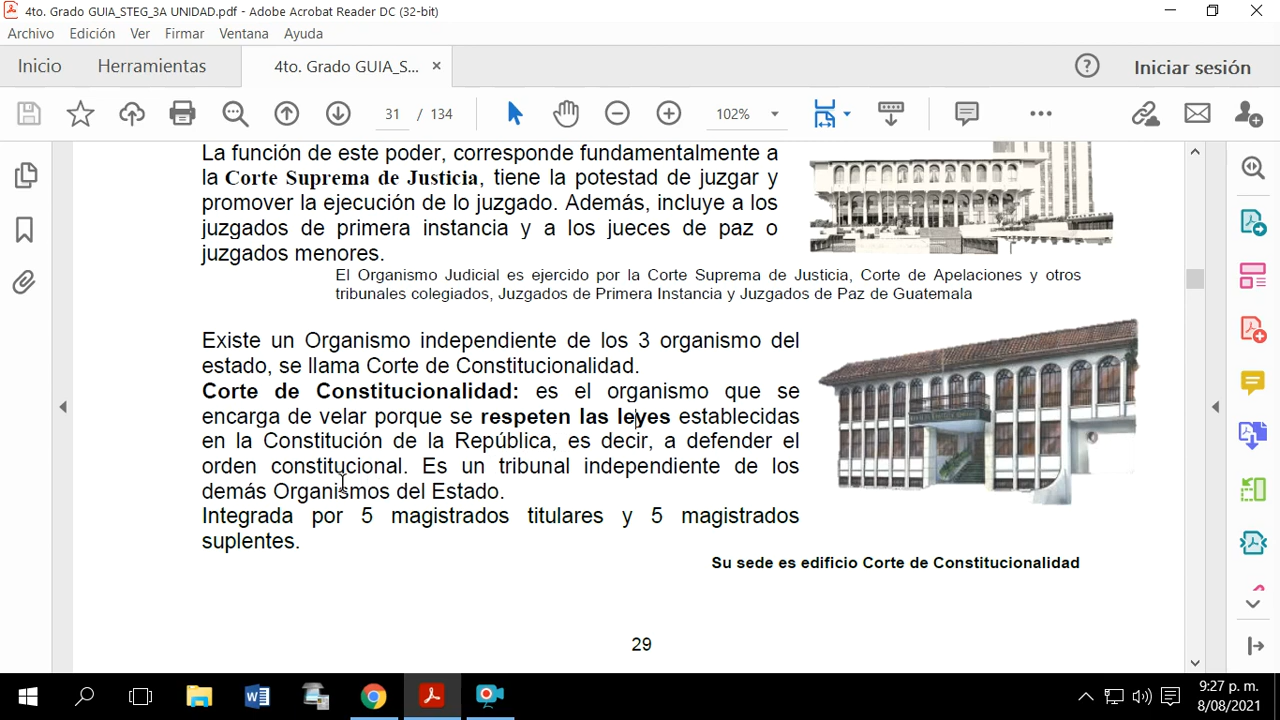 4to. Grado GUIA_STEG_3A UNIDAD.pdf - Adobe Acrobat Reader DC (32-bit)
Archivo Edición Ver Firmar Ventana Ayuda
Inicio Herramientas 4to. Grado GUIA_S... × Iniciar sesión
31 / 134 102%
La función de este poder, corresponde fundamentalmente a
la Corte Suprema de Justicia, tiene la potestad de juzgar y
promover la ejecución de lo juzgado. Además, incluye a los
juzgados de primera instancia y a los jueces de paz o
juzgados menores.
El Organismo Judicial es ejercido por la Corte Suprema de Justicia, Corte de Apelaciones y otros
tribunales colegiados, Juzgados de Primera Instancia y Juzgados de Paz de Guatemala
Existe un Organismo independiente de los 3 organismo del
estado, se llama Corte de Constitucionalidad.
Corte de Constitucionalidad: es el organismo que se
encarga de velar porque se respeten las leyes establecidas
en la Constitución de la República, es decir, a defender el
orden constitucional. Es un tribunal independiente de los
demás Organismos del Estado.
Integrada por 5 magistrados titulares y 5 magistrados
suplentes.
Su sede es edificio Corte de Constitucionalidad
29
9:27 p. m.
8/08/2021